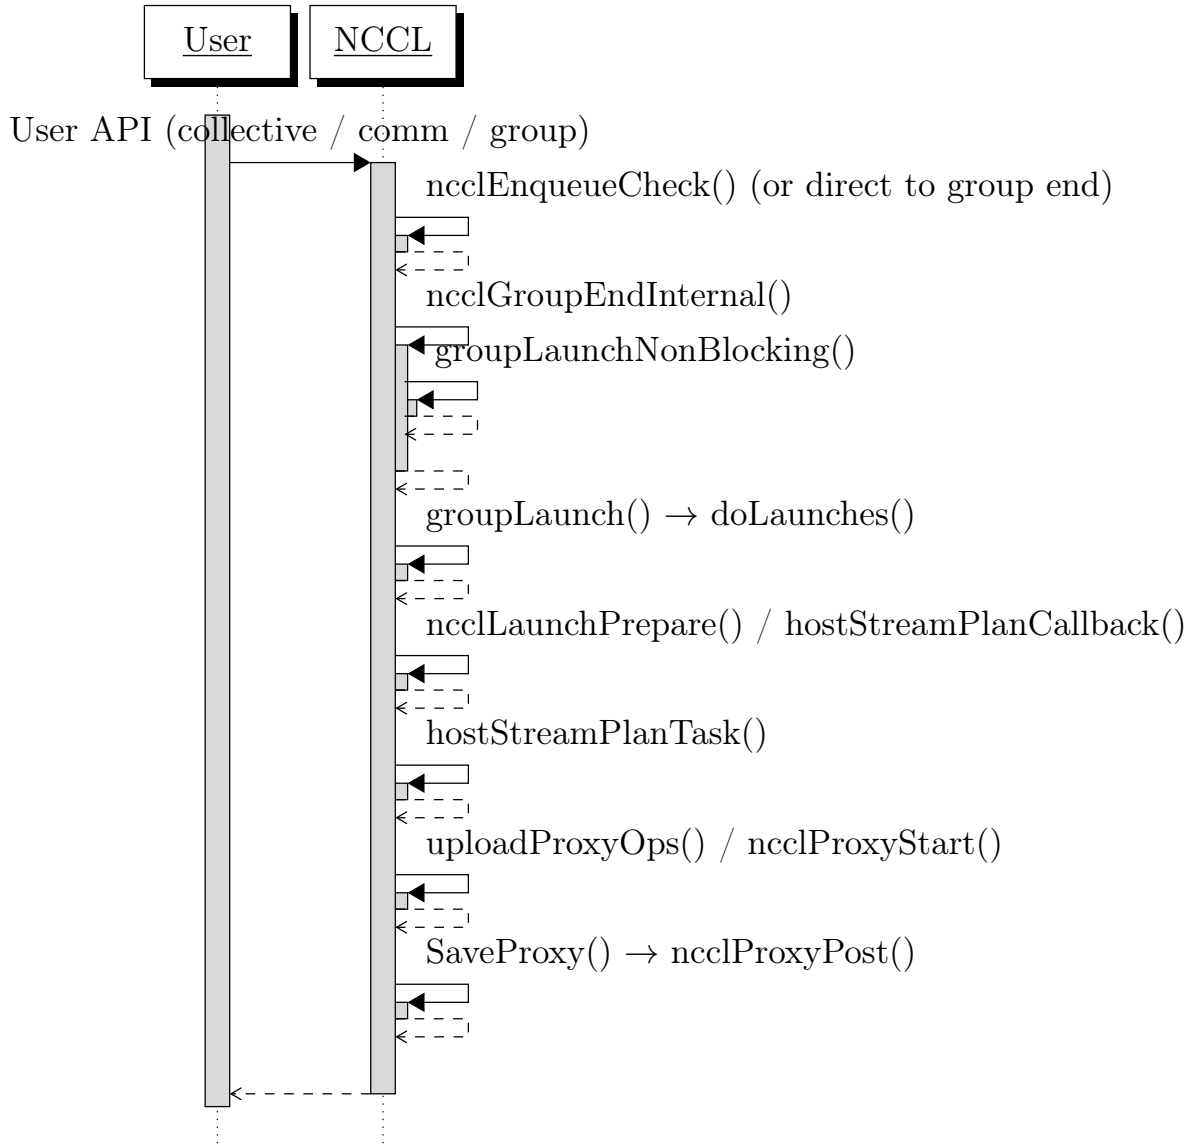 User
NCCL
User API (collective / comm / group)
ncclEnqueueCheck() (or direct to group end)
ncclGroupEndInternal()
groupLaunchNonBlocking()
groupLaunch() → doLaunches()
ncclLaunchPrepare() / hostStreamPlanCallback()
hostStreamPlanTask()
uploadProxyOps() / ncclProxyStart()
SaveProxy() → ncclProxyPost()